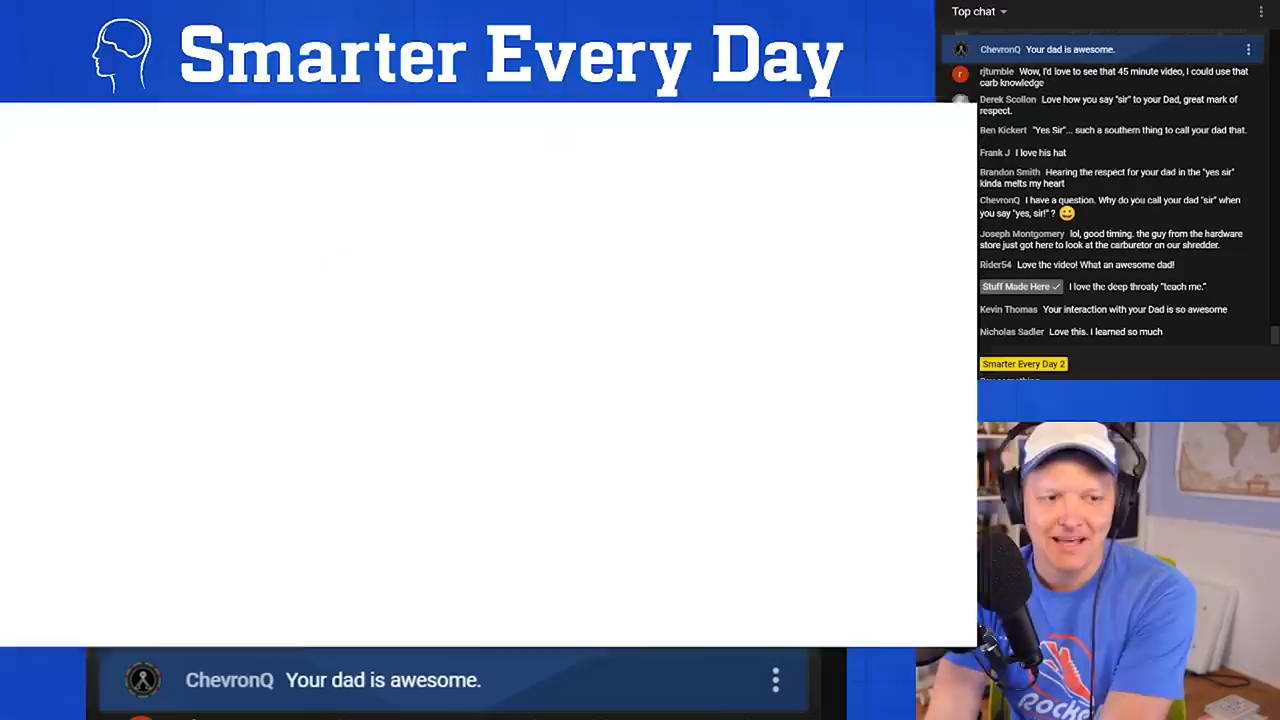 Smarter Every Day
Top chat
ChevronQ Your dad is awesome.
rjtumble Wow, I'd love to see that 45 minute video, I could use that
carb knowledge
Derek Scollon Love how you say "sir" to your Dad, great mark of
respect.
Ben Kickert "Yes Sir"... such a southern thing to call your dad that.
Frank J I love his hat
Brandon Smith Hearing the respect for your dad in the "yes sir"
kinda melts my heart
ChevronQ I have a question. Why do you call your dad "sir" when
you say "yes, sir!" ? 😀
Joseph Montgomery lol, good timing. the guy from the hardware
store just got here to look at the carburetor on our shredder.
Rider54 Love the video! What an awesome dad!
Stuff Made Here ✓ I love the deep throaty "teach me."
Kevin Thomas Your interaction with your Dad is so awesome
Nicholas Sadler Love this. I learned so much
Smarter Every Day 2
ChevronQ Your dad is awesome.